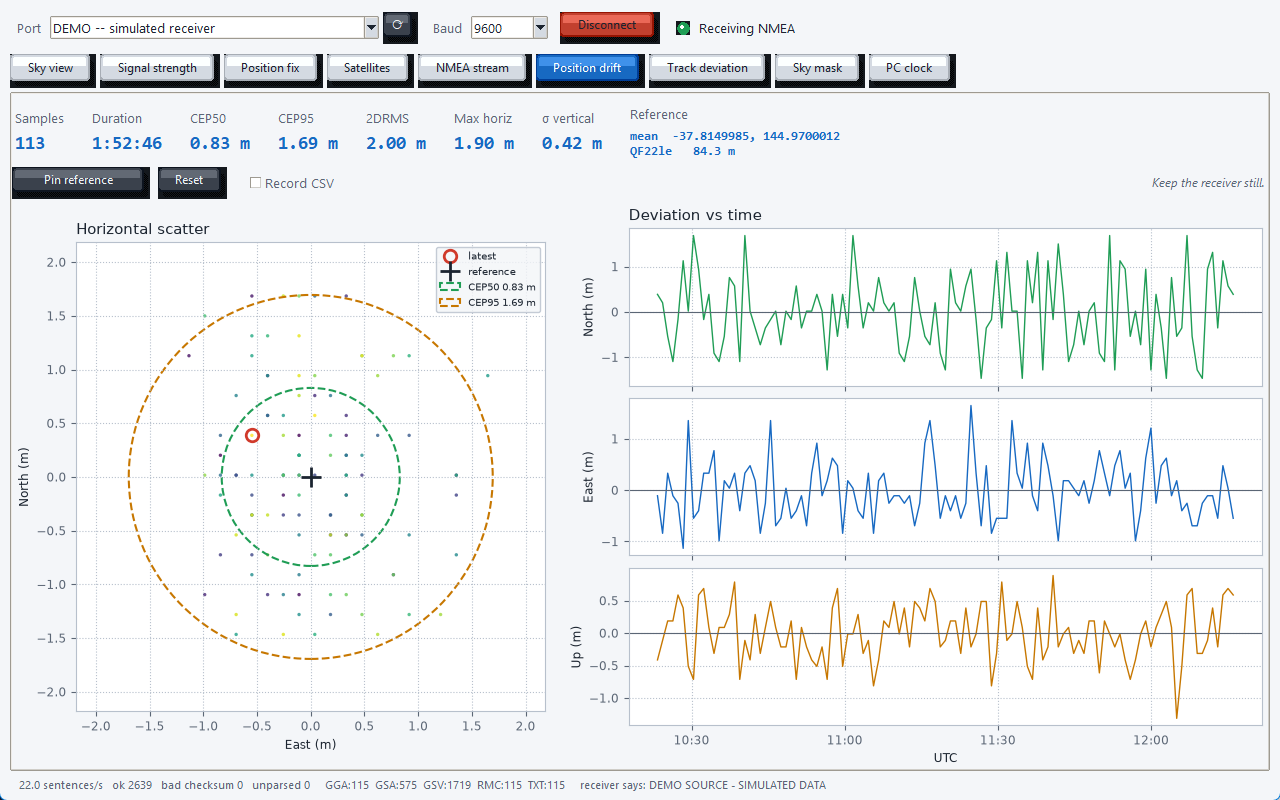 Port DEMO -- simulated receiver Baud 9600 Disconnect Receiving NMEA
Sky view Signal strength Position fix Satellites NMEA stream Position drift Track deviation Sky mask PC clock
Samples Duration CEP50 CEP95 2DRMS Max horiz σ vertical Reference
113 1:52:46 0.83 m 1.69 m 2.00 m 1.90 m 0.42 m
mean -37.8149985, 144.9700012
QF22le 84.3 m
Pin reference Reset Record CSV Keep the receiver still.
Horizontal scatter
latest
reference
CEP50 0.83 m
CEP95 1.69 m
2.0
1.5
1.0
0.5
0.0
−0.5
−1.0
−1.5
−2.0
North (m)
−2.0 −1.5 −1.0 −0.5 0.0 0.5 1.0 1.5 2.0
East (m)
Deviation vs time
North (m)
1
0
−1
East (m)
1
0
−1
Up (m)
0.5
0.0
−0.5
−1.0
10:30 11:00 11:30 12:00
UTC
22.0 sentences/s ok 2639 bad checksum 0 unparsed 0 GGA:115 GSA:575 GSV:1719 RMC:115 TXT:115 receiver says: DEMO SOURCE - SIMULATED DATA